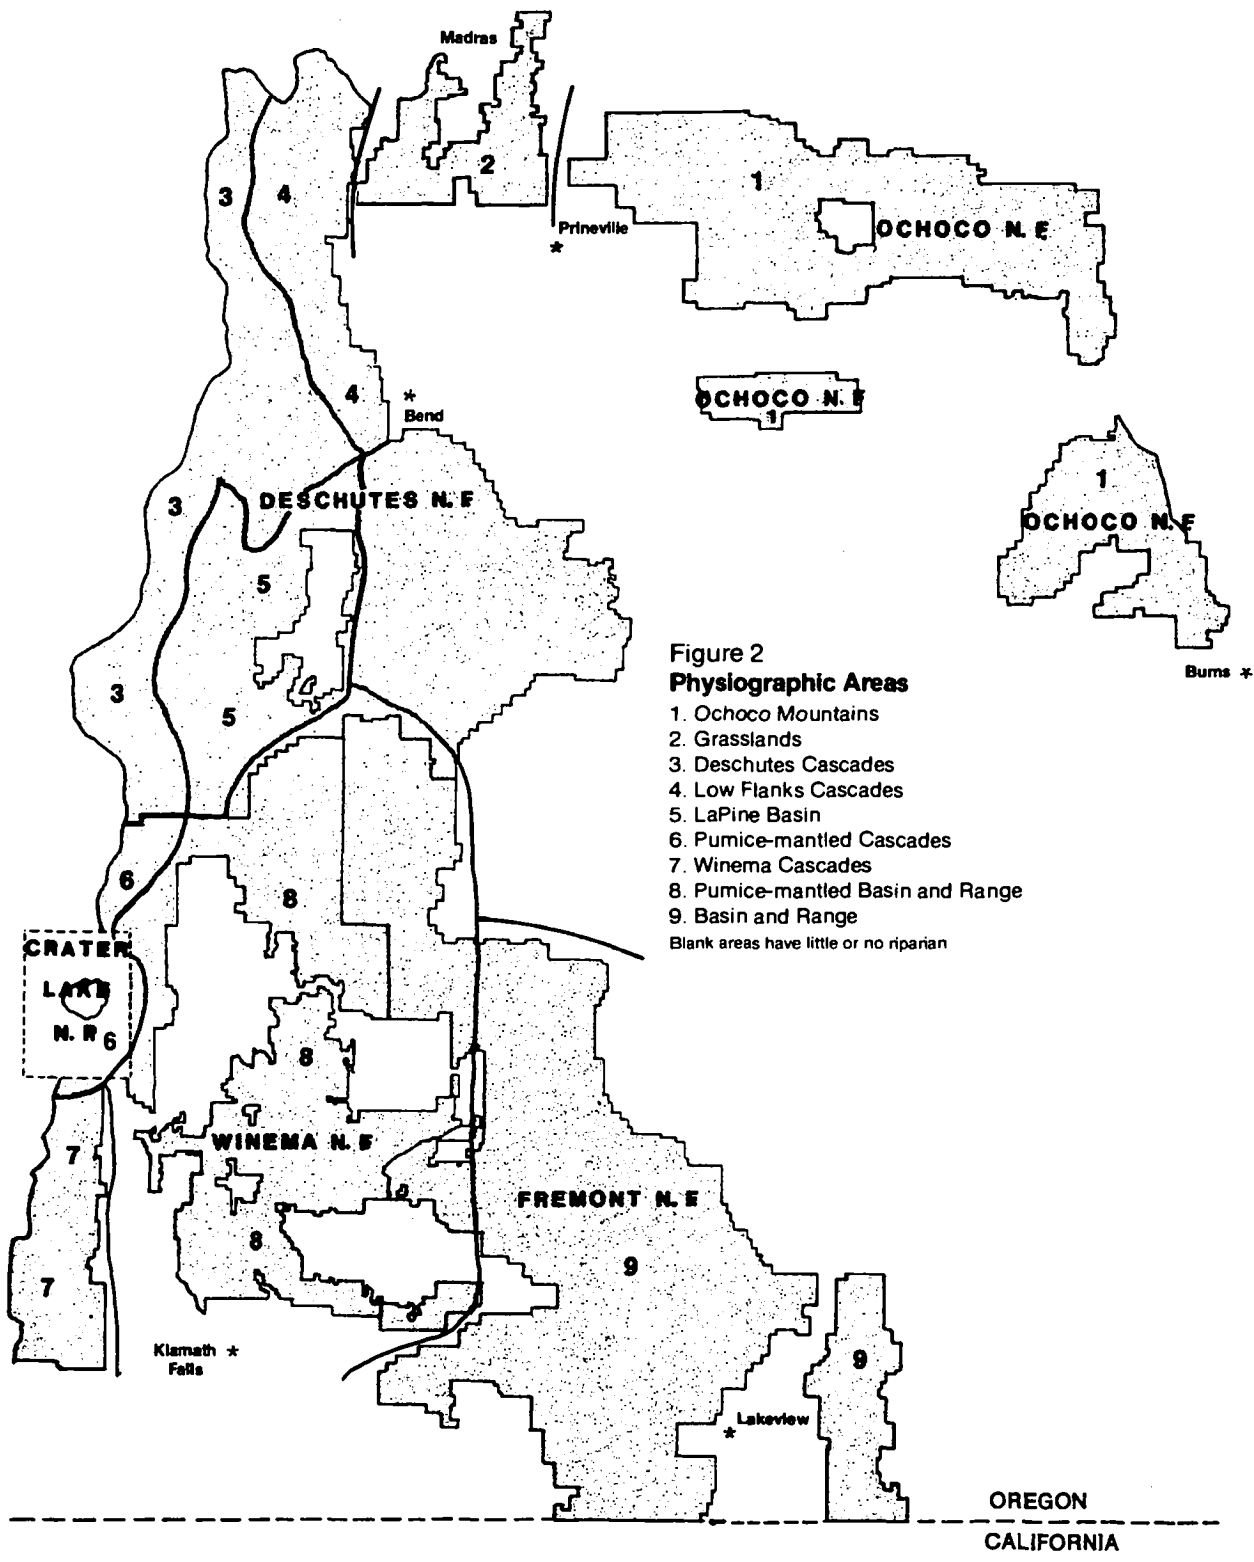 Madras
2
3
4
1
Prineville
*
OCHOCO N. F
4
*
Bend
OCHOCO N. F
1
1
OCHOCO N. F
Burns *
3
DESCHUTES N. F
5
3
5
Figure 2
Physiographic Areas
1. Ochoco Mountains
2. Grasslands
3. Deschutes Cascades
4. Low Flanks Cascades
5. LaPine Basin
6. Pumice-mantled Cascades
7. Winema Cascades
8. Pumice-mantled Basin and Range
9. Basin and Range
Blank areas have little or no riparian
6
8
CRATER
LAKE
N. P
6
8
7
WINEMA N. F
FREMONT N. F
8
9
7
Klamath *
Falls
9
Lakeview
*
OREGON
CALIFORNIA